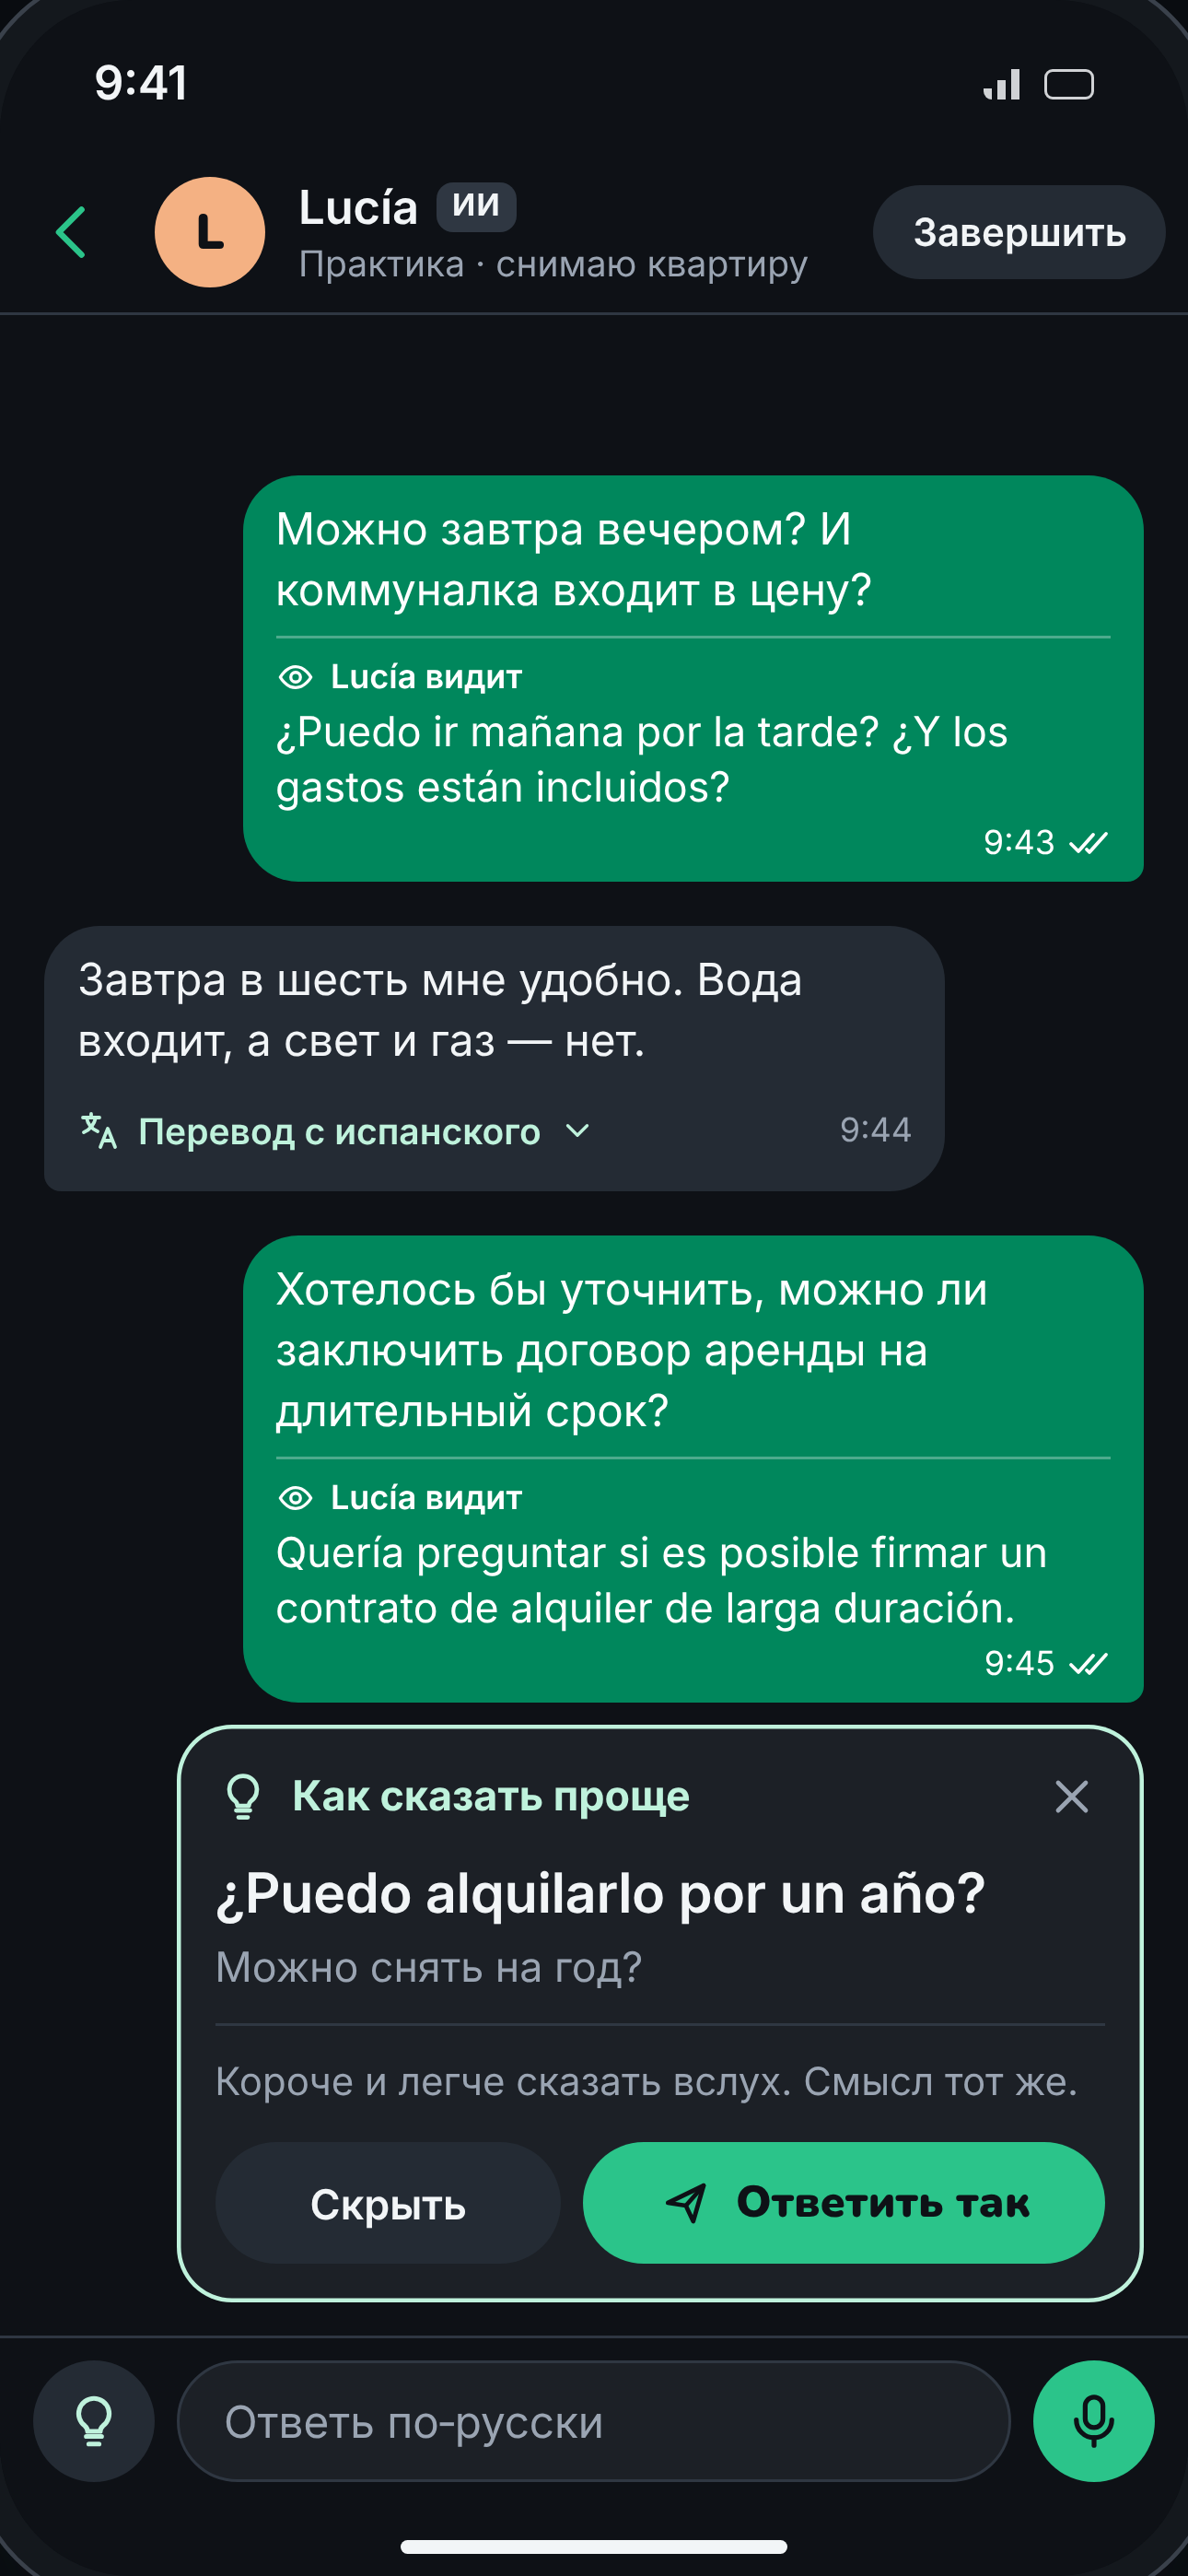 9:41
L
Lucía ИИ
Практика · снимаю квартиру
Завершить
Можно завтра вечером? И
коммуналка входит в цену?
Lucía видит
¿Puedo ir mañana por la tarde? ¿Y los
gastos están incluidos?
9:43
Завтра в шесть мне удобно. Вода
входит, а свет и газ — нет.
Перевод с испанского
9:44
Хотелось бы уточнить, можно ли
заключить договор аренды на
длительный срок?
Lucía видит
Quería preguntar si es posible firmar un
contrato de alquiler de larga duración.
9:45
Как сказать проще
¿Puedo alquilarlo por un año?
Можно снять на год?
Короче и легче сказать вслух. Смысл тот же.
Скрыть
Ответить так
Ответь по-русски